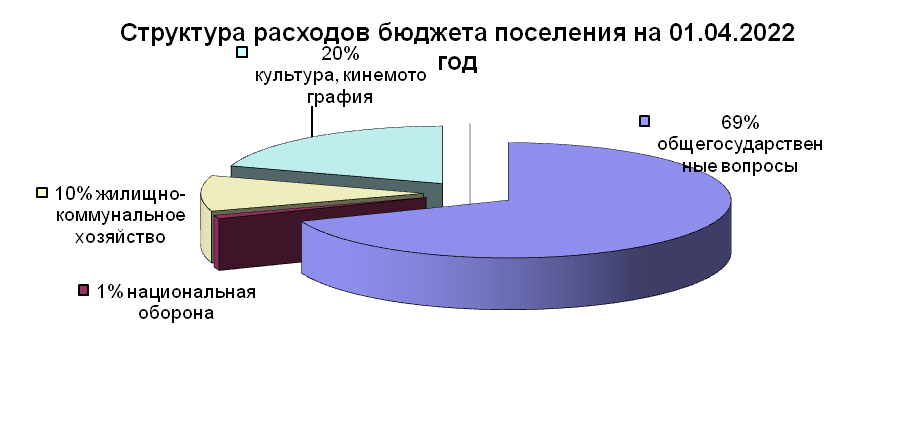 Структура расходов бюджета поселения на 01.04.2022
год
20%
культура, кинемото
графия
69%
общегосударствен
ные вопросы
10% жилищно-
коммунальное
хозяйство
1% национальная
оборона